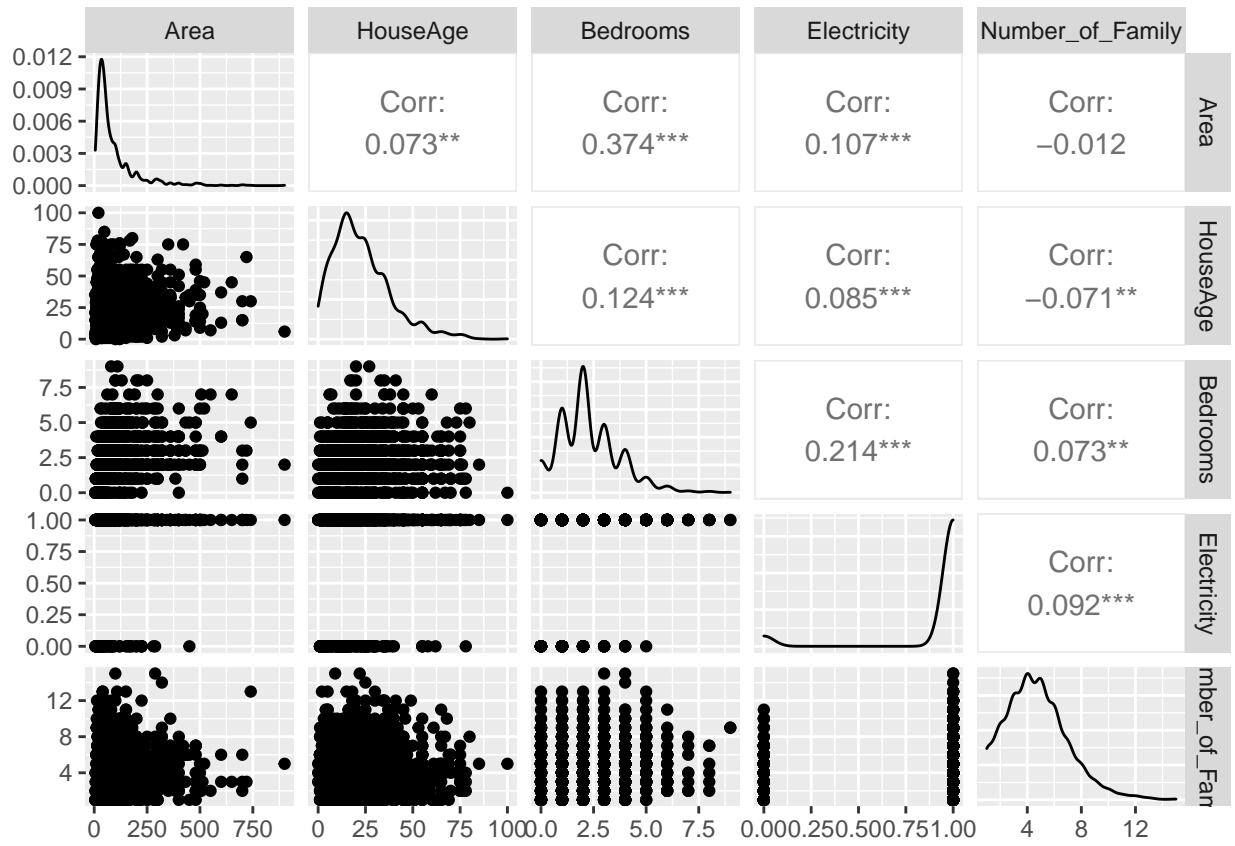 Area HouseAge Bedrooms Electricity Number_of_Family
0.012
0.009
0.006
0.003
0.000
Corr:
0.073**
Corr:
0.374***
Corr:
0.107***
Corr:
−0.012
Area
100
75
50
25
0
Corr:
0.124***
Corr:
0.085***
Corr:
−0.071**
HouseAge
7.5
5.0
2.5
0.0
Corr:
0.214***
Corr:
0.073**
Bedrooms
1.00
0.75
0.50
0.25
0.00
Corr:
0.092***
Electricity
12
8
4
mber_of_Fam
0 250 500 750 0 25 50 75 100 0.0 2.5 5.0 7.5 0.00 0.25 0.50 0.75 1.00 4 8 12